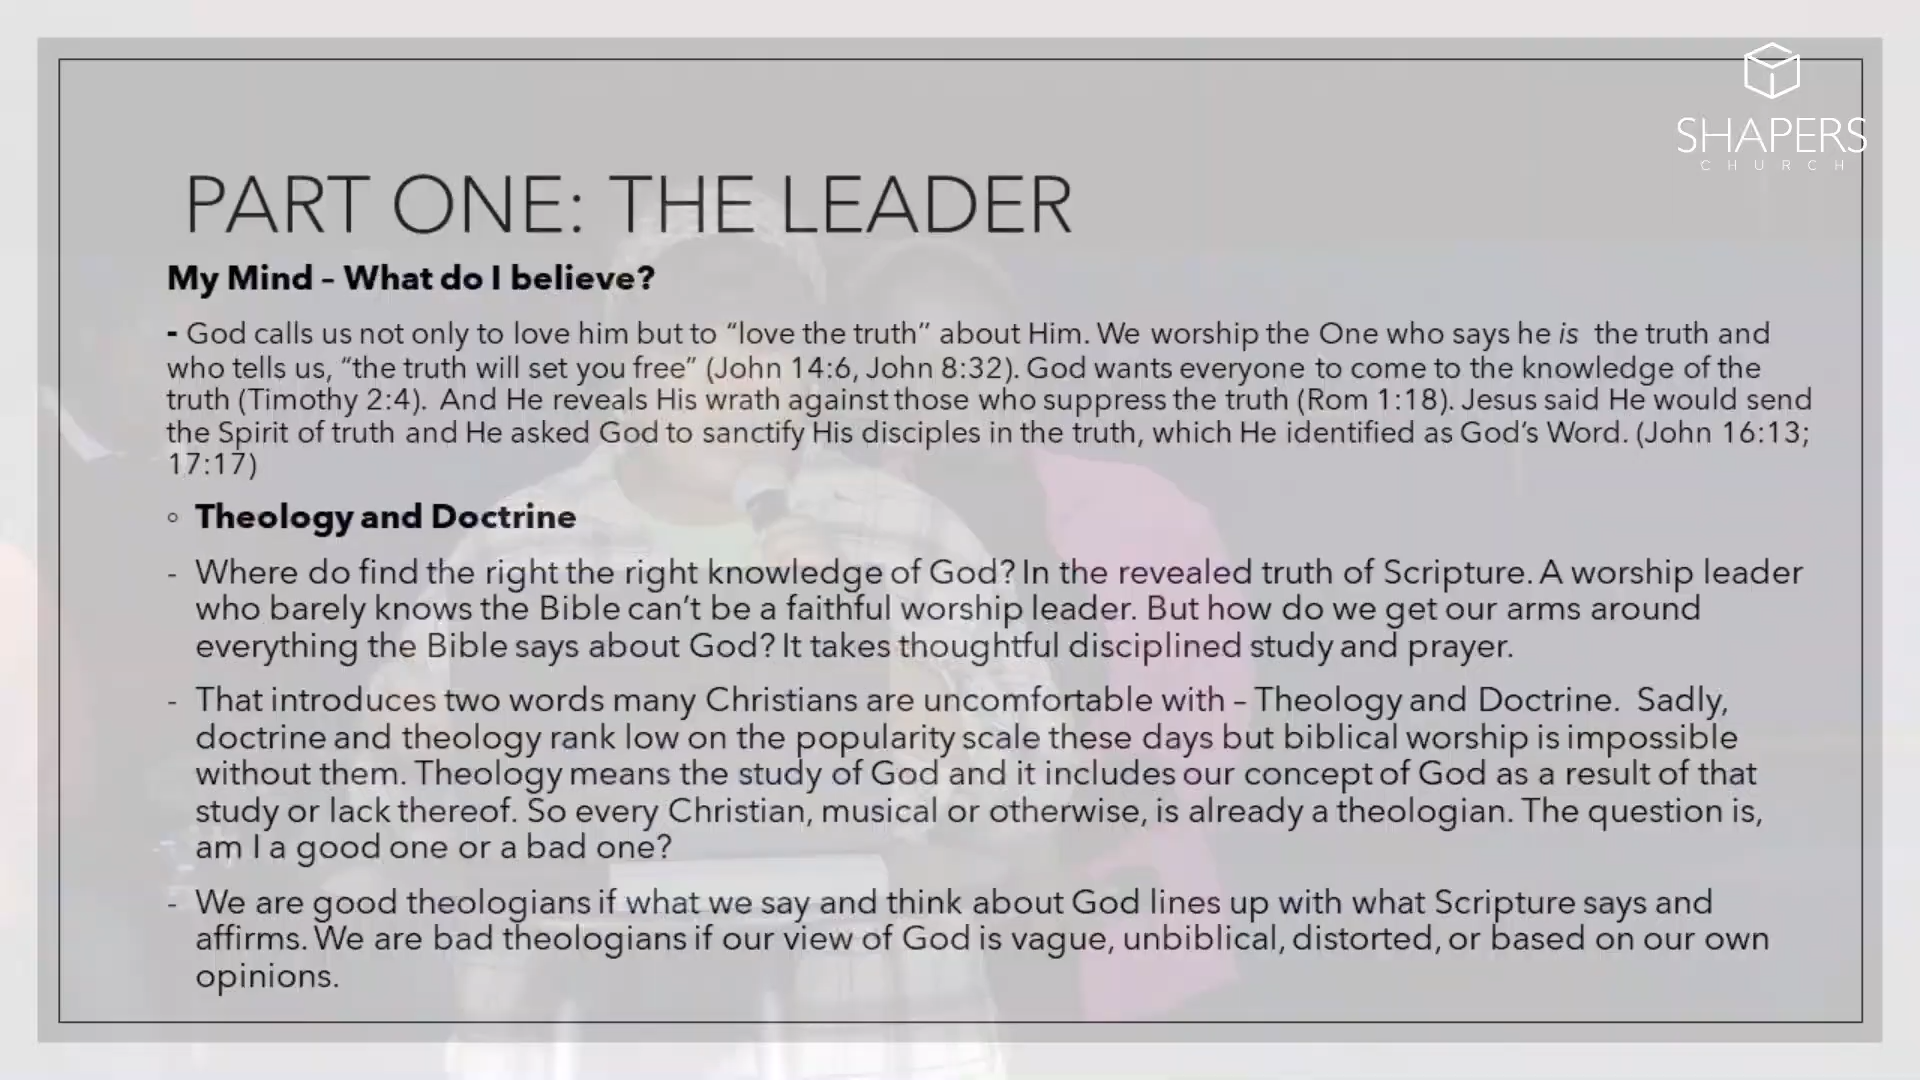 SHAPERS
CHURCH
PART ONE: THE LEADER
My Mind – What do I believe?
- God calls us not only to love him but to “love the truth” about Him. We worship the One who says he is the truth and
who tells us, “the truth will set you free” (John 14:6, John 8:32). God wants everyone to come to the knowledge of the
truth (Timothy 2:4). And He reveals His wrath against those who suppress the truth (Rom 1:18). Jesus said He would send
the Spirit of truth and He asked God to sanctify His disciples in the truth, which He identified as God’s Word. (John 16:13;
17:17)
◦ Theology and Doctrine
- Where do find the right the right knowledge of God? In the revealed truth of Scripture. A worship leader
who barely knows the Bible can’t be a faithful worship leader. But how do we get our arms around
everything the Bible says about God? It takes thoughtful disciplined study and prayer.
- That introduces two words many Christians are uncomfortable with – Theology and Doctrine. Sadly,
doctrine and theology rank low on the popularity scale these days but biblical worship is impossible
without them. Theology means the study of God and it includes our concept of God as a result of that
study or lack thereof. So every Christian, musical or otherwise, is already a theologian. The question is,
am I a good one or a bad one?
- We are good theologians if what we say and think about God lines up with what Scripture says and
affirms. We are bad theologians if our view of God is vague, unbiblical, distorted, or based on our own
opinions.